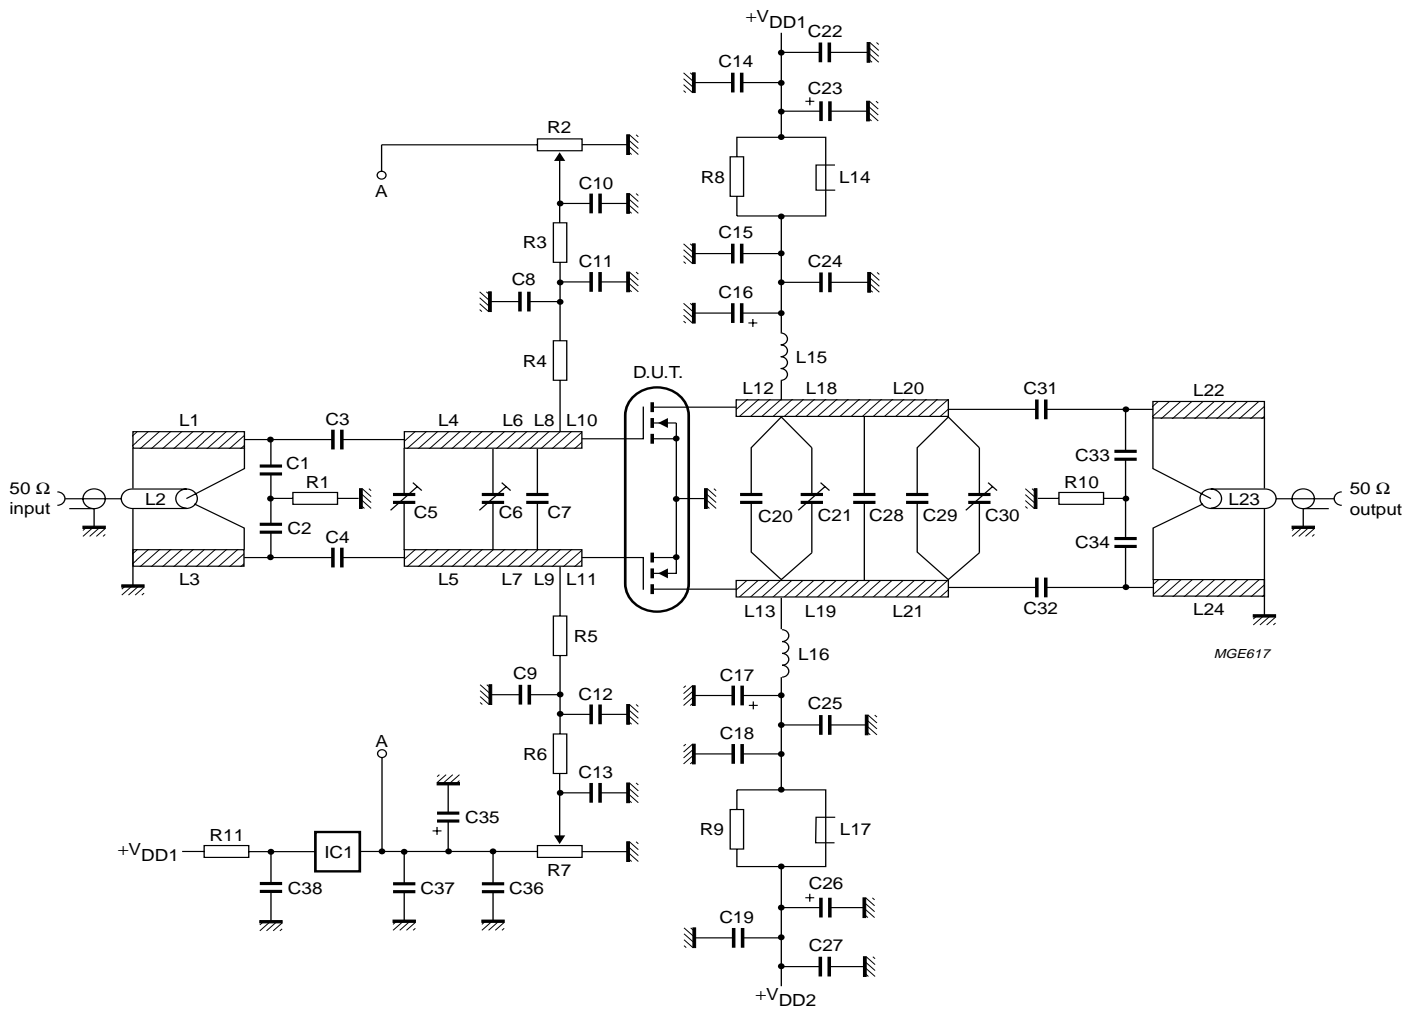 +VDD1
C22
C14
C23
R2
A
R8
L14
C10
R3
C15
C11
C8
C24
C16
R4
L15
D.U.T.
L12
L18
L20
C31
L22
L1
C3
L4
L6
L8
L10
C1
C33
50 Ω
input
L2
R1
C5
C6
C7
C20
C21
C28
C29
C30
R10
L23
50 Ω
output
C2
C4
C34
L3
L5
L7
L9
L11
L13
L19
L21
C32
L24
R5
L16
MGE617
C9
C12
C17
C25
A
R6
C18
C13
C35
R9
L17
+VDD1
R11
IC1
R7
C38
C37
C36
C26
C19
C27
+VDD2